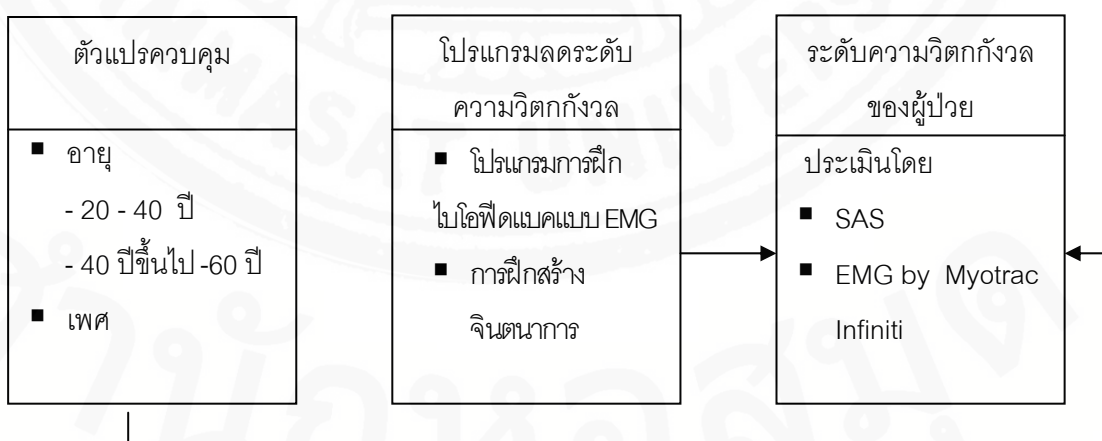 ตัวแปรควบคุม
■ อายุ
- 20 - 40 ปี
- 40 ปีขึ้นไป -60 ปี
■ เพศ
โปรแกรมลดระดับ
ความวิตกกังวล
■ โปรแกรมการฝึก
ไบโอฟีดแบคแบบ EMG
■ การฝึกสร้าง
จินตนาการ
ระดับความวิตกกังวล
ของผู้ป่วย
ประเมินโดย
■ SAS
■ EMG by Myotrac
Infiniti